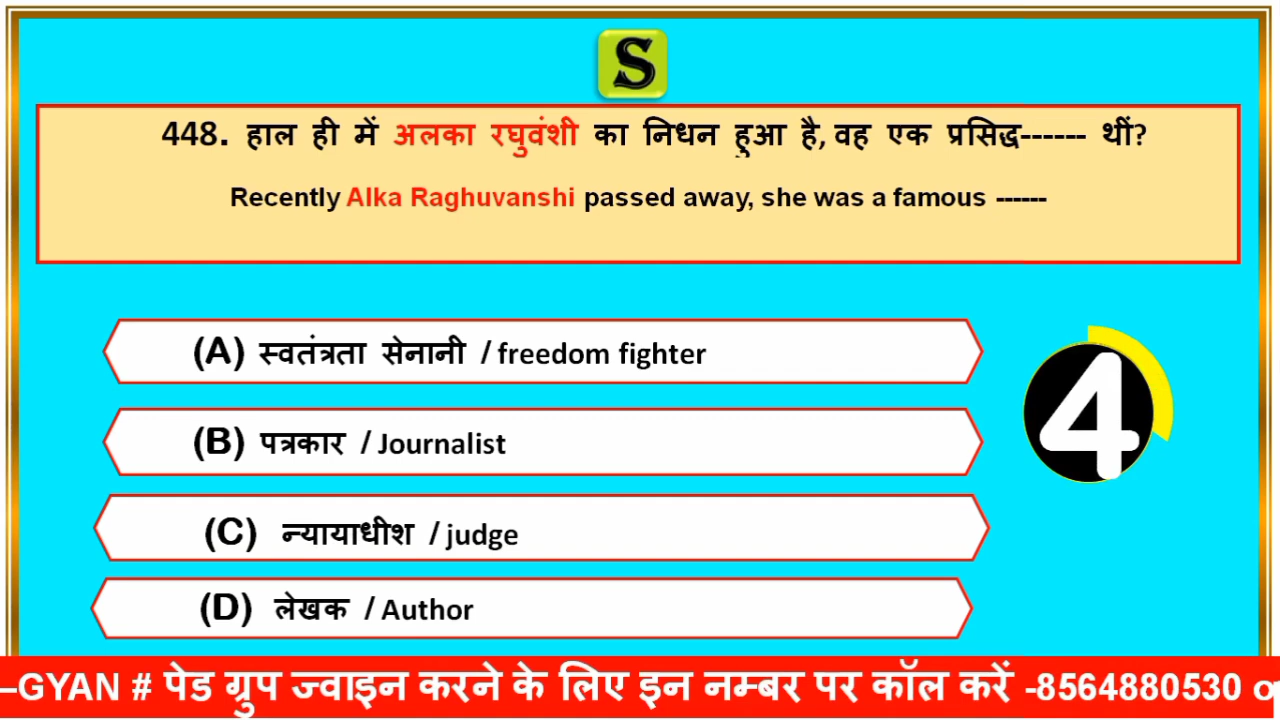 S
448. हाल ही में अलका रघुवंशी का निधन हुआ है, वह एक प्रसिद्ध------ थीं?
Recently Alka Raghuvanshi passed away, she was a famous ------
(A) स्वतंत्रता सेनानी / freedom fighter
4
(B) पत्रकार / Journalist
(C) न्यायाधीश / judge
(D) लेखक / Author
–GYAN # पेड ग्रुप ज्वाइन करने के लिए इन नम्बर पर कॉल करें -8564880530